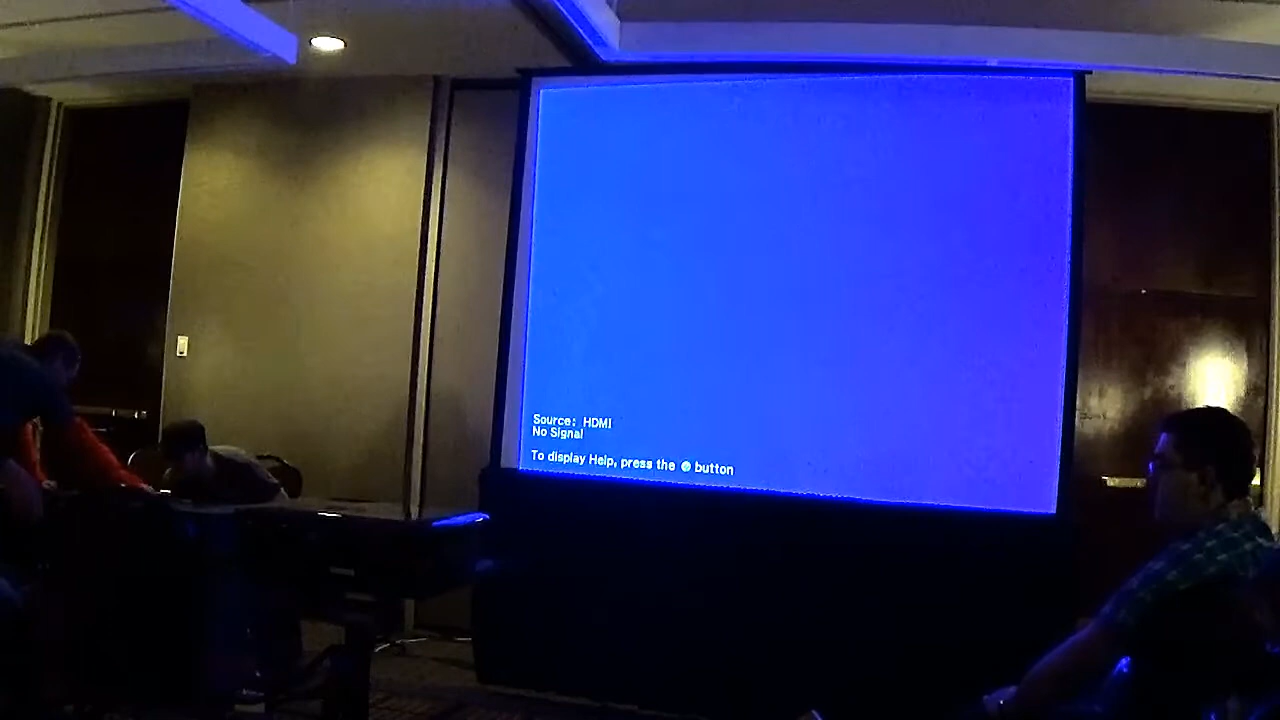 Source: HDMI
No Signal
To display Help, press the button